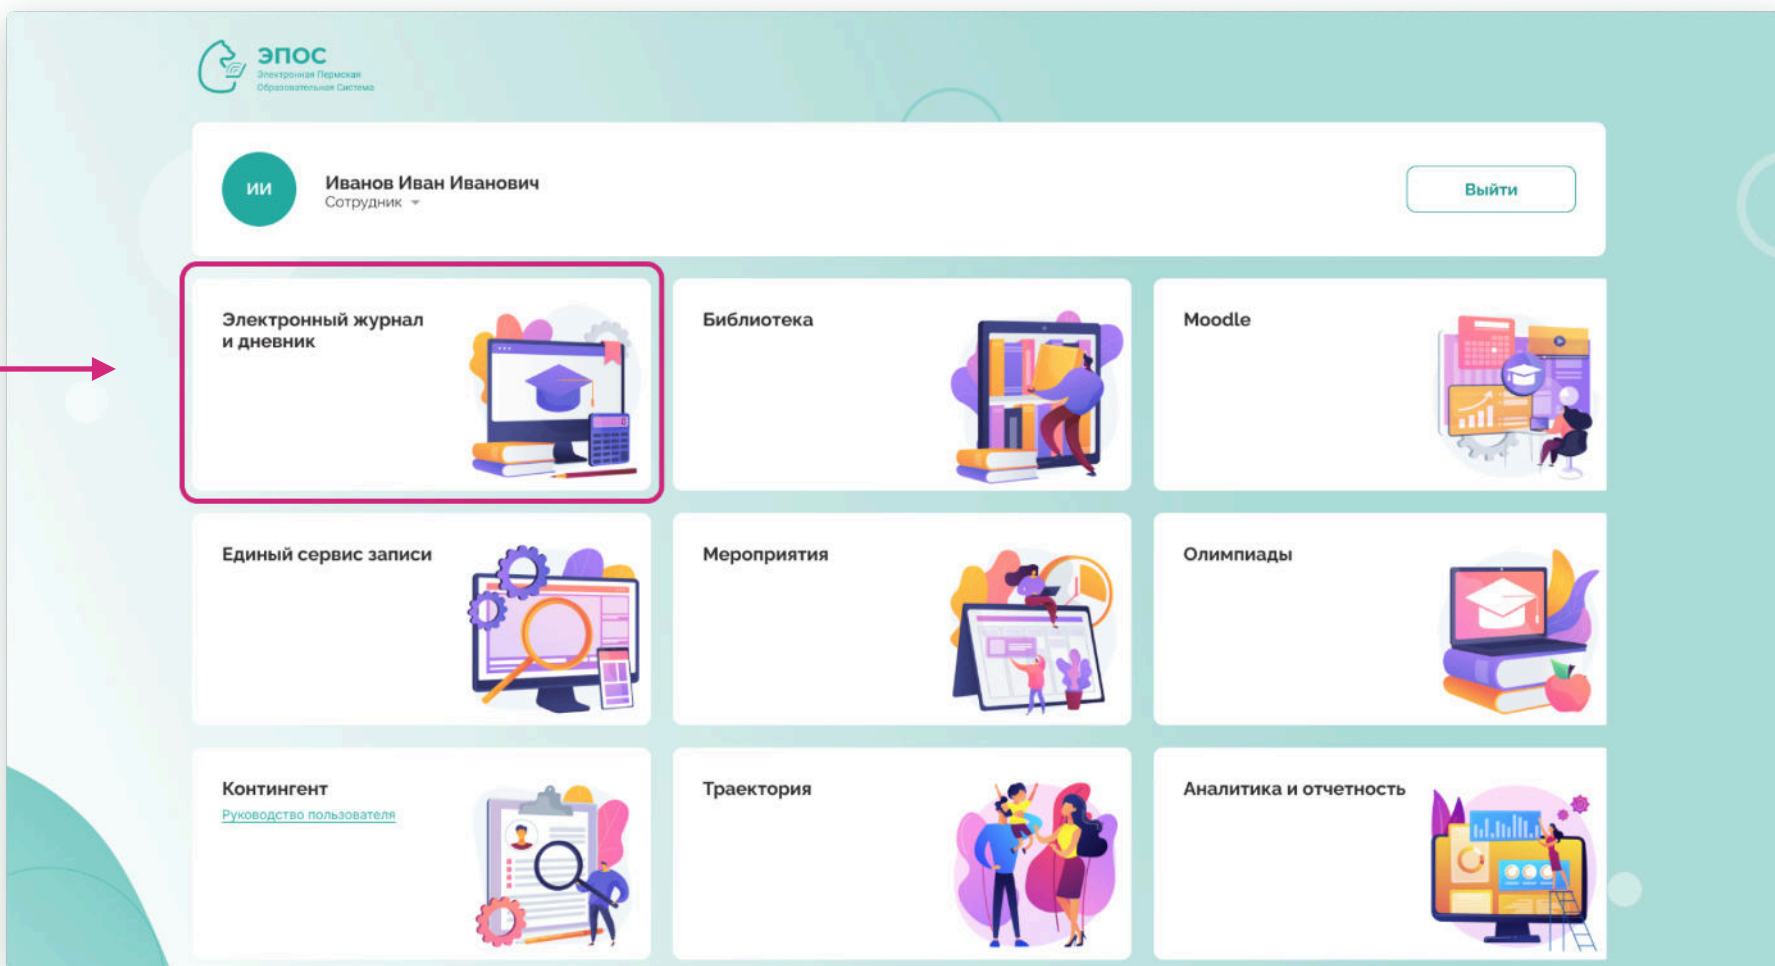 ЭПОС
Электронная Пермская
Образовательная Система
ИИ
Иванов Иван Иванович
Сотрудник
Выйти
Электронный журнал
и дневник
Библиотека
Moodle
Единый сервис записи
Мероприятия
Олимпиады
Контингент
Руководство пользователя
Траектория
Аналитика и отчетность